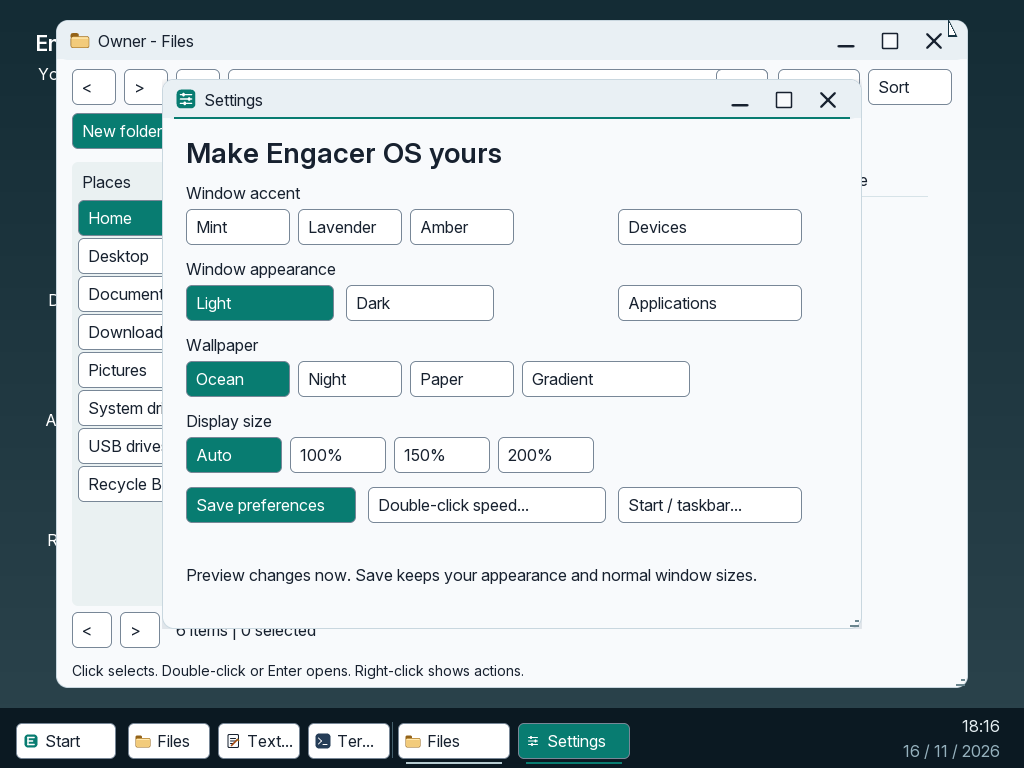 En
Owner - Files
Yo
<
>
Sort
Settings
New folder
Make Engacer OS yours
Places
Window accent
e
Home
Mint
Lavender
Amber
Devices
Desktop
Window appearance
Document
Light
Dark
Applications
D
Download
Wallpaper
Pictures
Ocean
Night
Paper
Gradient
System dri
Display size
A
USB drive
Auto
100%
150%
200%
Recycle B
Save preferences
Double-click speed...
Start / taskbar...
R
Preview changes now. Save keeps your appearance and normal window sizes.
<
>
6 items | 0 selected
Click selects. Double-click or Enter opens. Right-click shows actions.
Start
Files
Text...
Ter...
Files
Settings
18:16
16 / 11 / 2026